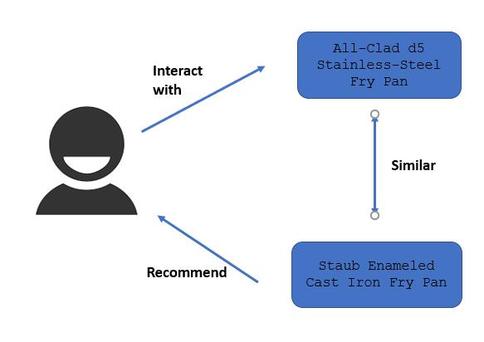 All-Clad d5
Stainless-Steel
Fry Pan
Interact
with
Similar
Staub Enameled
Cast Iron Fry Pan
Recommend